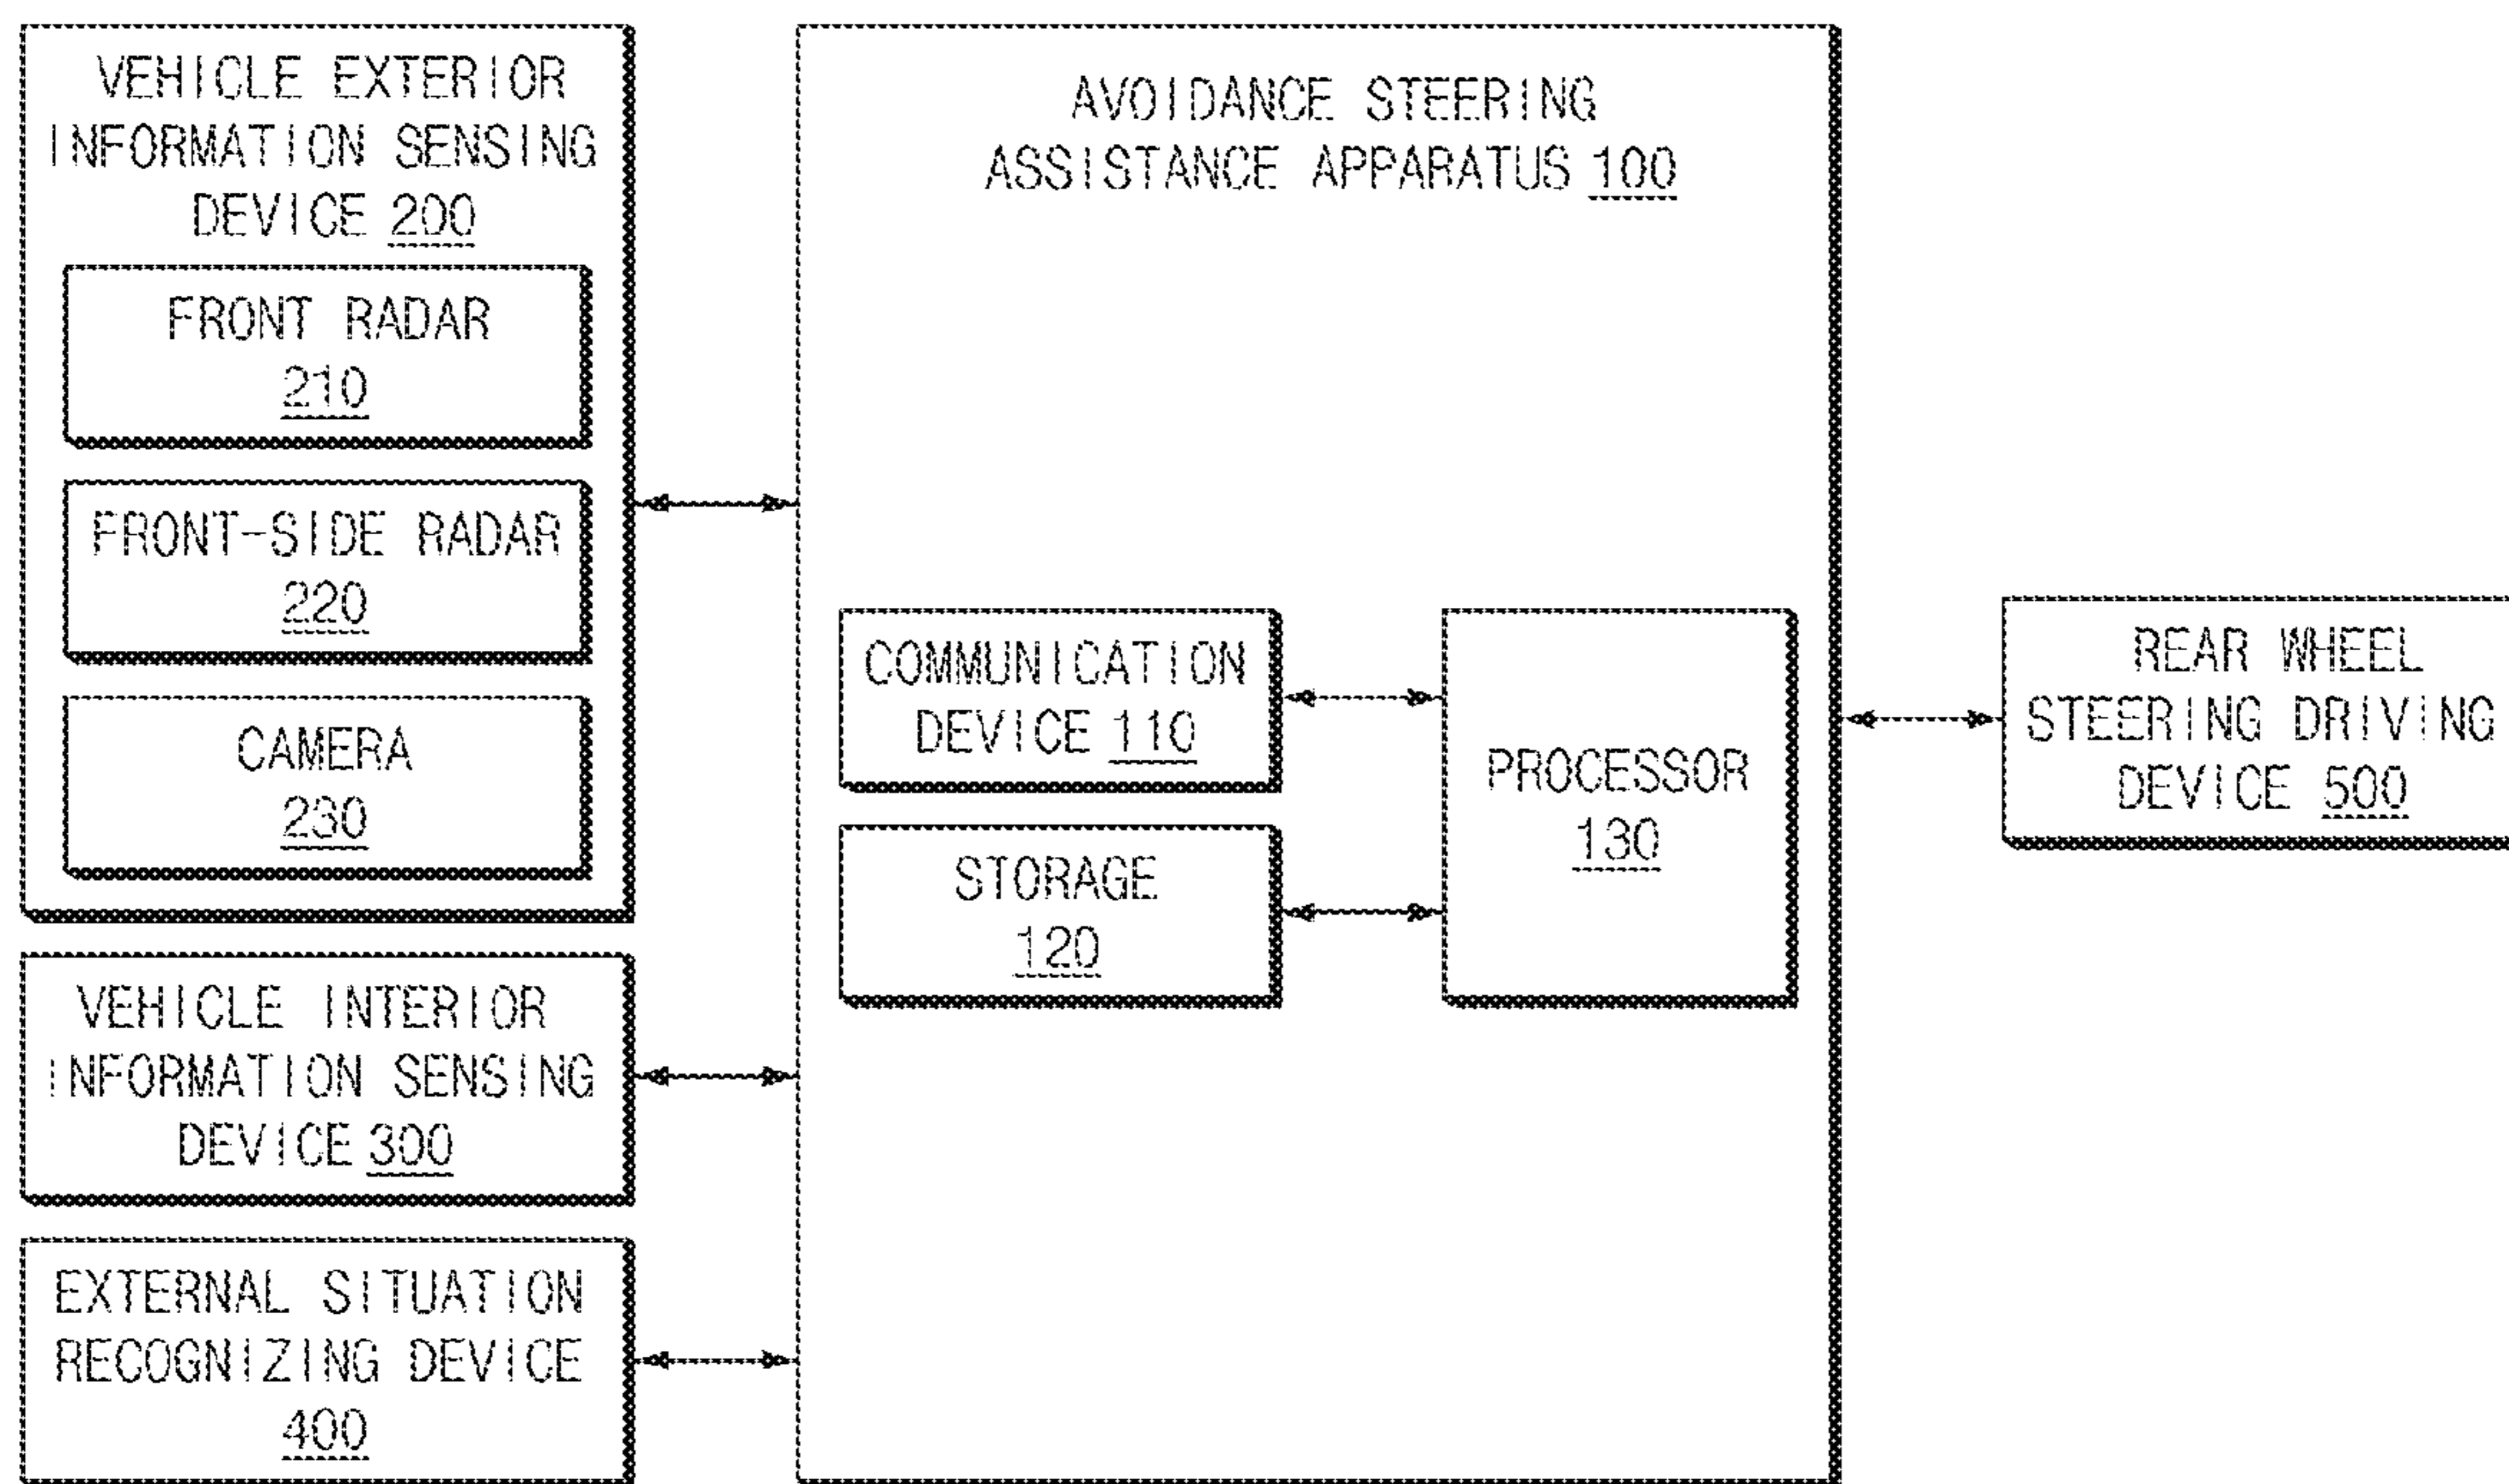 VEHICLE EXTERIOR
INFORMATION SENSING
DEVICE 200
FRONT RADAR
210
FRONT-SIDE RADAR
220
CAMERA
230
VEHICLE INTERIOR
INFORMATION SENSING
DEVICE 300
EXTERNAL SITUATION
RECOGNIZING DEVICE
400
AVOIDANCE STEERING
ASSISTANCE APPARATUS 100
COMMUNICATION
DEVICE 110
STORAGE
120
PROCESSOR
130
REAR WHEEL
STEERING DRIVING
DEVICE 500